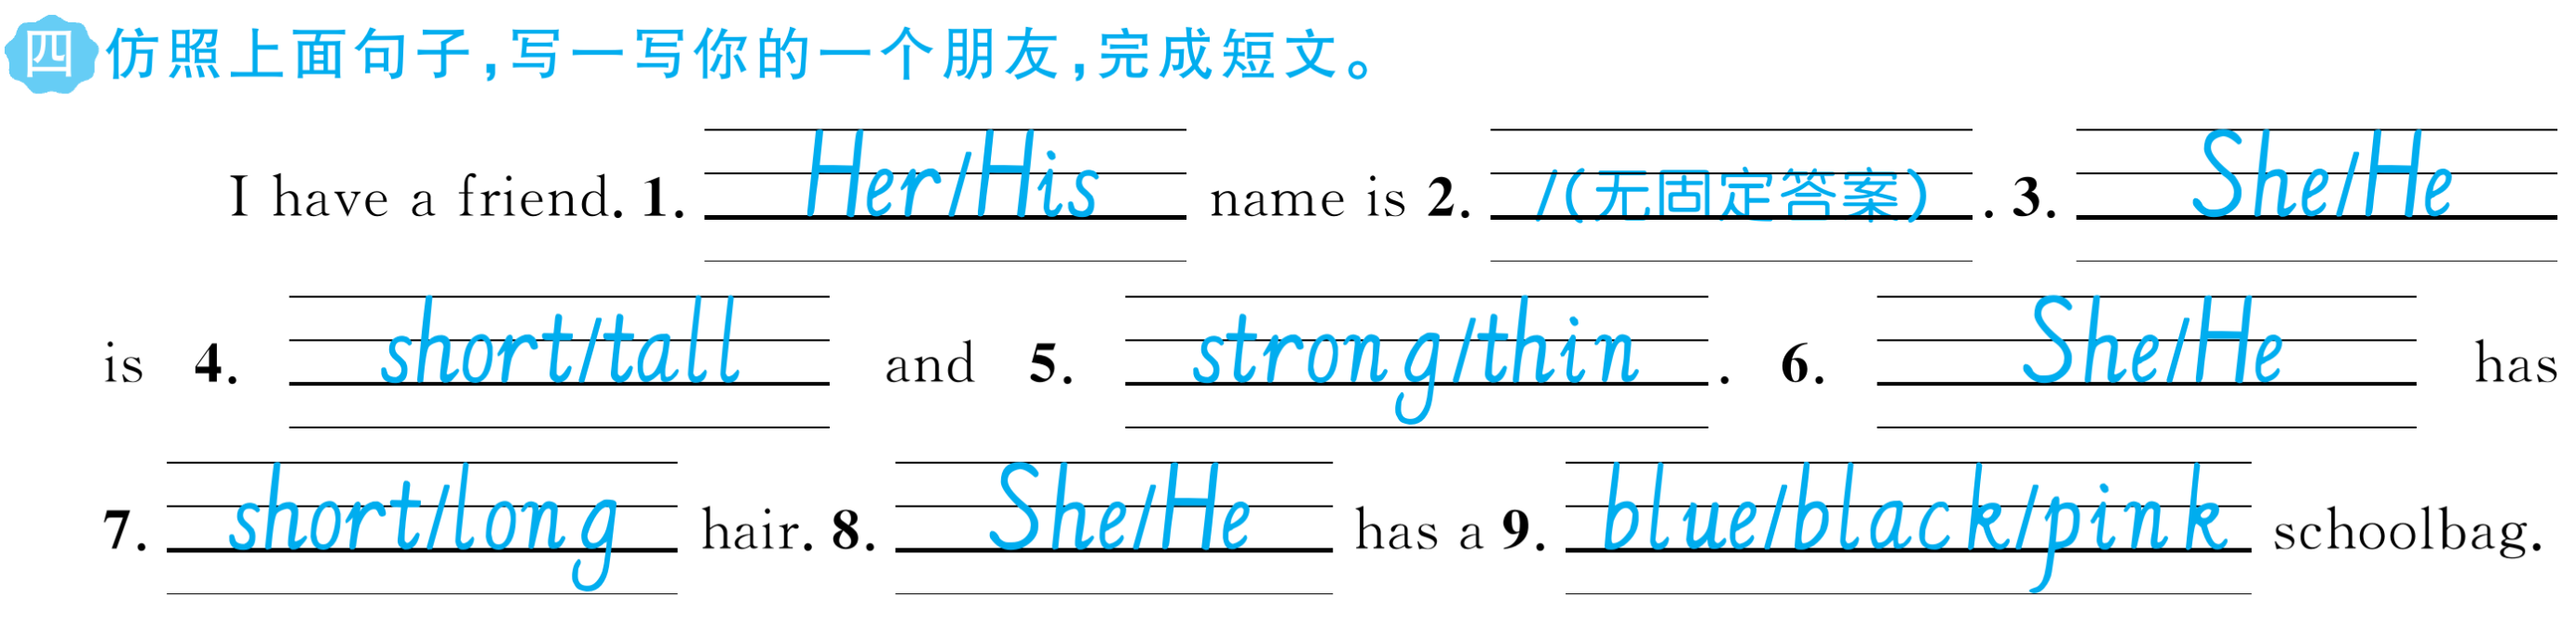 四 仿照上面句子,写一写你的一个朋友,完成短文。
I have a friend. 1. Her/His name is 2. /(无固定答案) . 3. She/He
is 4. short/tall and 5. strong/thin . 6. She/He has
7. short/long hair. 8. She/He has a 9. blue/black/pink schoolbag.